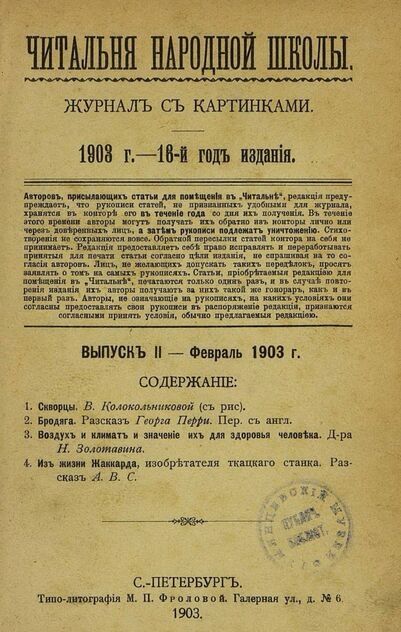 ЧИТАЛЬНЯ НАРОДНОЙ ШКОЛЫ.
ЖУРНАЛЪ СЪ КАРТИНКАМИ.
1903 г.—16-й годъ изданія.
Авторовъ, присылающихъ статьи для помѣщенія въ „Читальнѣ“, редакція преду-
преждаетъ, что рукописи статей, не признанныхъ удобными для журнала,
хранятся въ конторѣ его въ теченіе года со дня ихъ полученія. Въ теченіе
этого времени авторы могутъ получать ихъ обратно изъ конторы лично или
черезъ довѣренныхъ лицъ, а затѣмъ рукописи подлежатъ уничтоженію. Стихо-
творенія не сохраняются вовсе. Обратной пересылки статей контора на себя не
принимаетъ. Редакція предоставляетъ себѣ право исправлять и перерабатывать
принятыя для печати статьи согласно цѣли изданія, не спрашивая на то со-
гласія авторовъ. Лицъ, не желающихъ допускать такихъ передѣлокъ, просятъ
заявлять о томъ на самыхъ рукописяхъ. Статьи, пріобрѣтаемыя редакціею для
помѣщенія въ „Читальнѣ“, печатаются только одинъ разъ, и въ случаѣ повто-
ренія изданія ихъ авторы получаютъ за нихъ такой же гонораръ, какъ и въ
первый разъ. Авторы, не означающіе на рукописяхъ, на какихъ условіяхъ они
согласны предоставить свои рукописи въ распоряженіе редакціи, признаются
согласными принять условія, обычно предлагаемыя редакціею.
ВЫПУСКЪ II — Февраль 1903 г.
СОДЕРЖАНІЕ:
1. Скворцы. В. Колокольниковой (съ рис).
2. Бродяга. Разсказъ Георга Перри. Пер. съ англ.
3. Воздухъ и климатъ и значеніе ихъ для здоровья человѣка. Д-ра
Н. Золотавина.
4. Изъ жизни Жаккарда, изобрѣтателя ткацкаго станка. Раз-
сказъ А. В. С.
С.-ПЕТЕРБУРГЪ.
Типо-литографія М. П. Фроловой. Галерная ул., д. № 6.
1903.